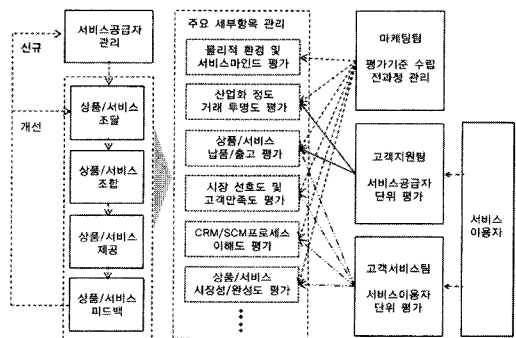 신규
개선
서비스공급자
관리
상품/서비스
조달
상품/서비스
조합
상품/서비스
제공
상품/서비스
피드백
주요 세부항목 관리
물리적 환경 및
서비스마인드 평가
산업화 정도
거래 투명도 평가
상품/서비스
납품/출고 평가
시장 선호도 및
고객만족도 평가
CRM/SCM프로세스
이해도 평가
상품/서비스
시장성/완성도 평가
마케팅팀
평가기준 수립
전과정 관리
고객지원팀
서비스공급자
단위 평가
고객서비스팀
서비스이용자
단위 평가
서비스
이용자